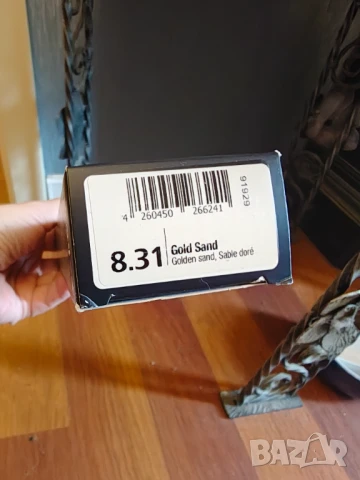 4 260450 266241
91929
8.31
Gold Sand
Golden sand, Sable doré
BAZAR